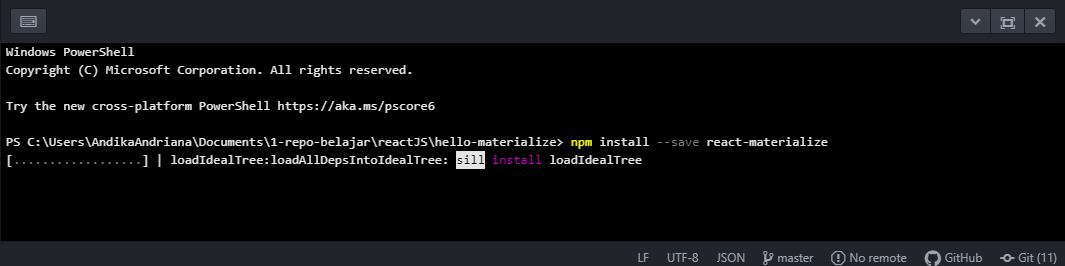 Windows PowerShell
Copyright (C) Microsoft Corporation. All rights reserved.
Try the new cross-platform PowerShell https://aka.ms/pscore6
PS C:\Users\AndikaAndriana\Documents\1-repo-belajar\reactJS\hello-materialize> npm install --save react-materialize
[..................] | loadIdealTree:loadAllDepsIntoIdealTree: sill install loadIdealTree
LF UTF-8 JSON master No remote GitHub Git (11)